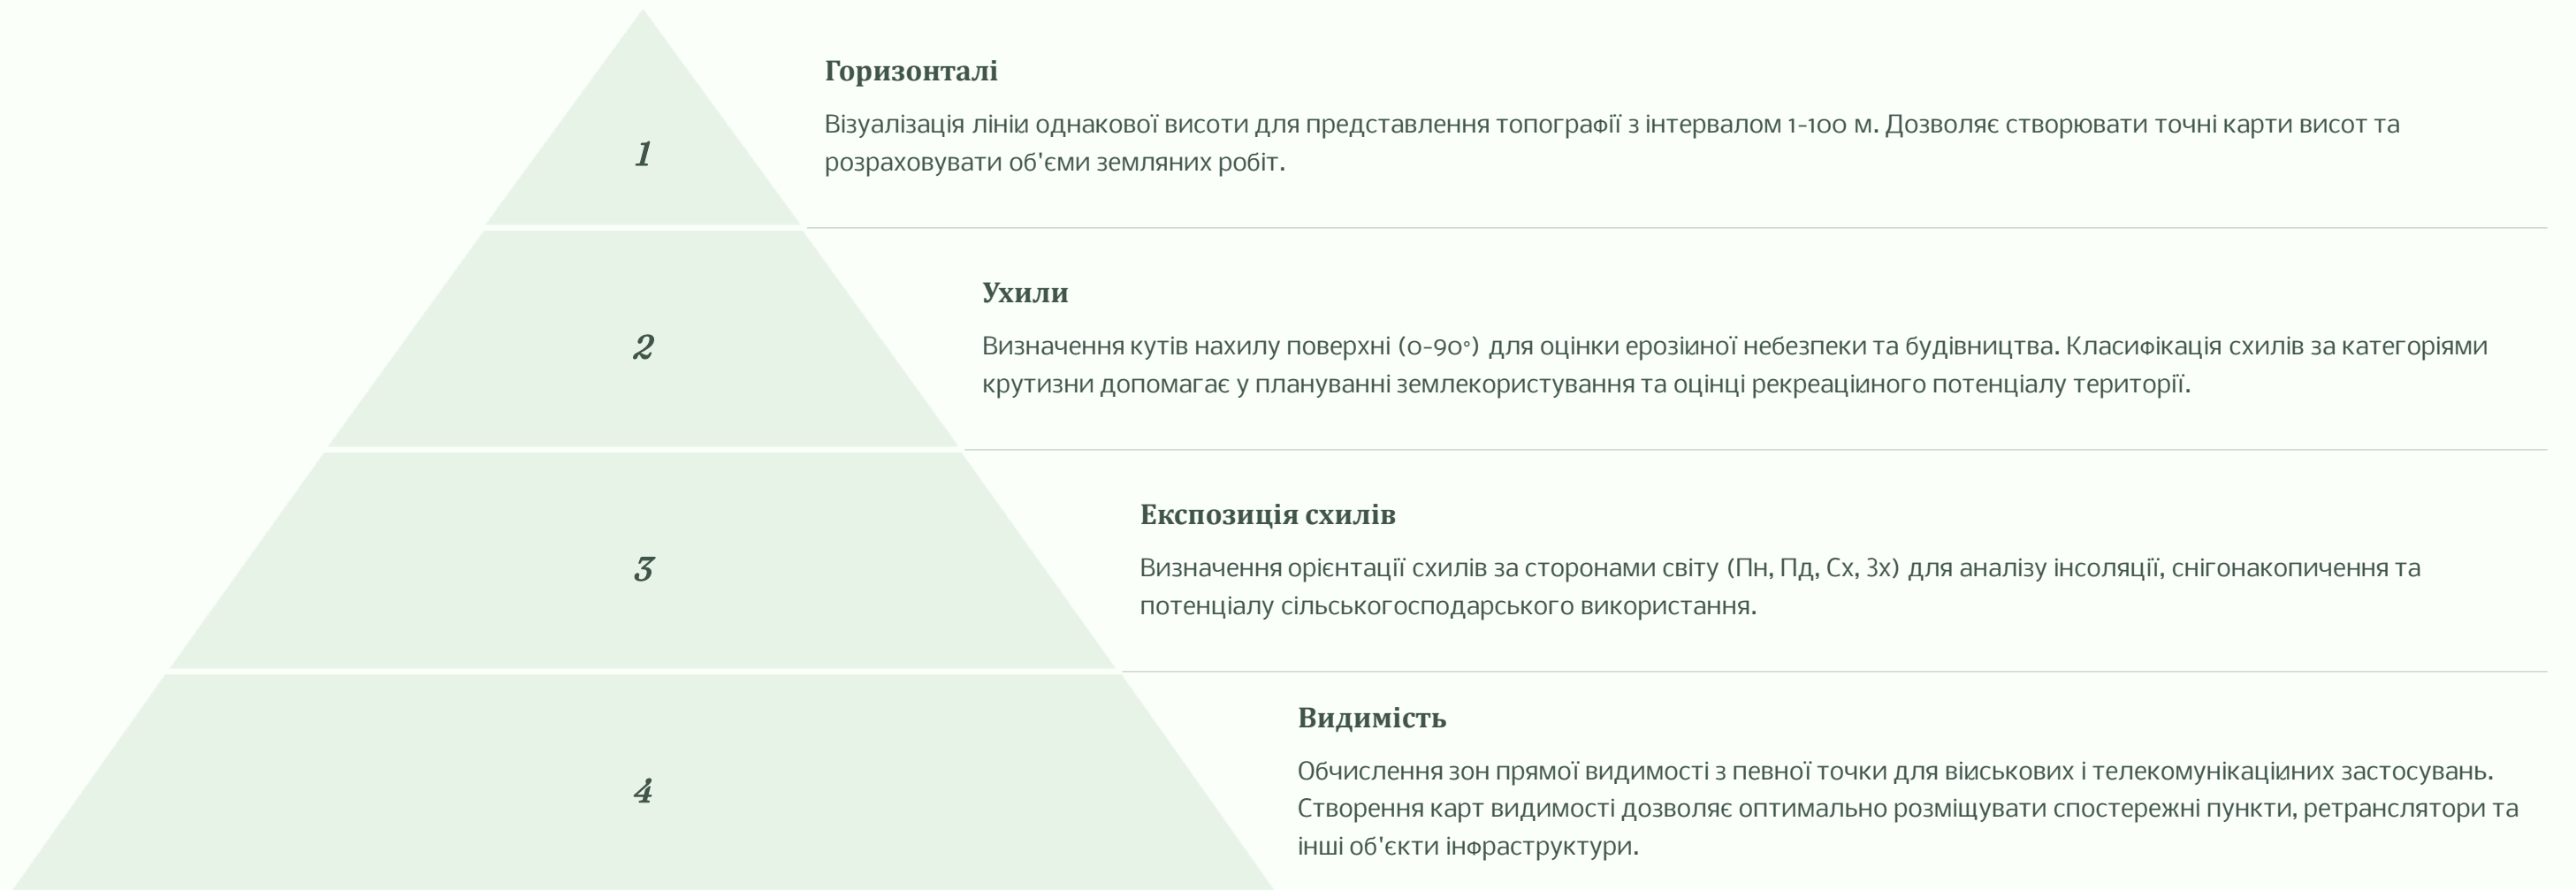 Горизонталі
Візуалізація ліній однакової висоти для представлення топографії з інтервалом 1-100 м. Дозволяє створювати точні карти висот та
розраховувати об'єми земляних робіт.
1
Ухили
Визначення кутів нахилу поверхні (0-90°) для оцінки ерозійної небезпеки та будівництва. Класифікація схилів за категоріями
крутизни допомагає у плануванні землекористування та оцінці рекреаційного потенціалу території.
2
Експозиція схилів
Визначення орієнтації схилів за сторонами світу (Пн, Пд, Сх, Зх) для аналізу інсоляції, снігонакопичення та
потенціалу сільськогосподарського використання.
3
Видимість
Обчислення зон прямої видимості з певної точки для військових і телекомунікаційних застосувань.
Створення карт видимості дозволяє оптимально розміщувати спостережні пункти, ретранслятори та
інші об'єкти інфраструктури.
4